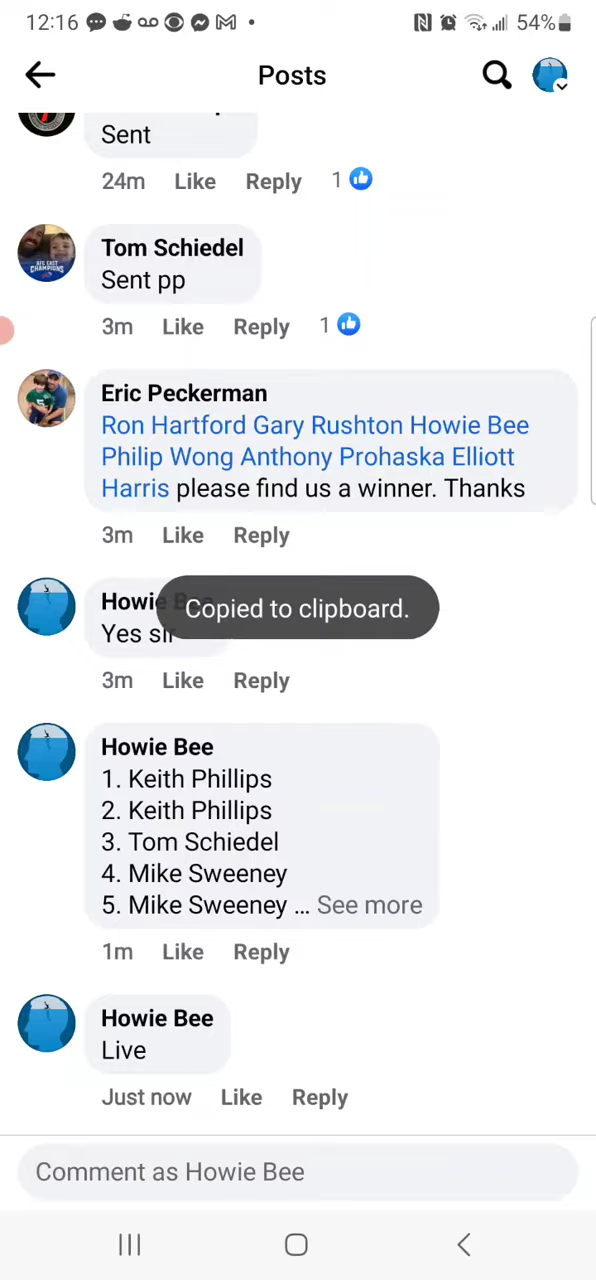 12:16 54%
Posts
Sent
24m Like Reply 1
Tom Schiedel
Sent pp
3m Like Reply 1
Eric Peckerman
Ron Hartford Gary Rushton Howie Bee
Philip Wong Anthony Prohaska Elliott
Harris please find us a winner. Thanks
3m Like Reply
Howie Bee
Copied to clipboard.
Yes sir
3m Like Reply
Howie Bee
1. Keith Phillips
2. Keith Phillips
3. Tom Schiedel
4. Mike Sweeney
5. Mike Sweeney ... See more
1m Like Reply
Howie Bee
Live
Just now Like Reply
Comment as Howie Bee